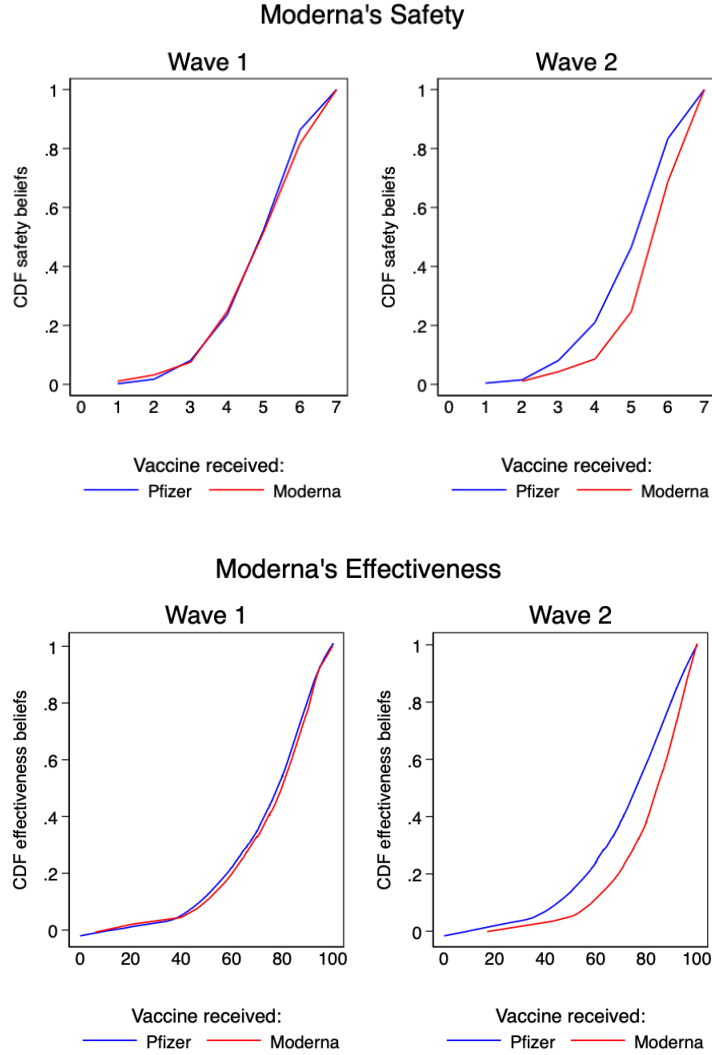 Moderna's Safety
Wave 1
Wave 2
CDF safety beliefs
1
.8
.6
.4
.2
0
0 1 2 3 4 5 6 7
CDF safety beliefs
1
.8
.6
.4
.2
0
0 1 2 3 4 5 6 7
Vaccine received:
Pfizer Moderna
Vaccine received:
Pfizer Moderna
Moderna's Effectiveness
Wave 1
Wave 2
CDF effectiveness beliefs
1
.8
.6
.4
.2
0
0 20 40 60 80 100
CDF effectiveness beliefs
1
.8
.6
.4
.2
0
0 20 40 60 80 100
Vaccine received:
Pfizer Moderna
Vaccine received:
Pfizer Moderna